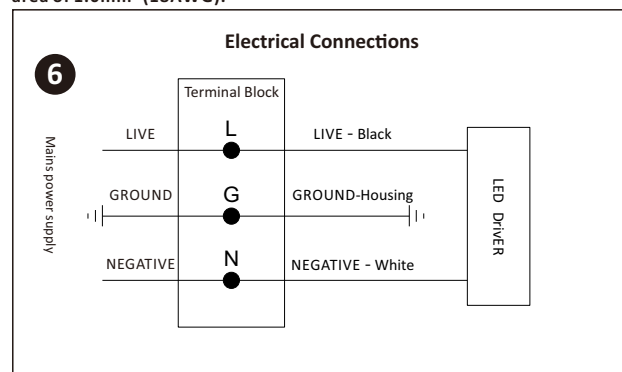 Electrical Connections
6
Terminal Block
Mains power supply
LIVE
L
LIVE - Black
GROUND
G
GROUND-Housing
NEGATIVE
N
NEGATIVE - White
LED DrivER